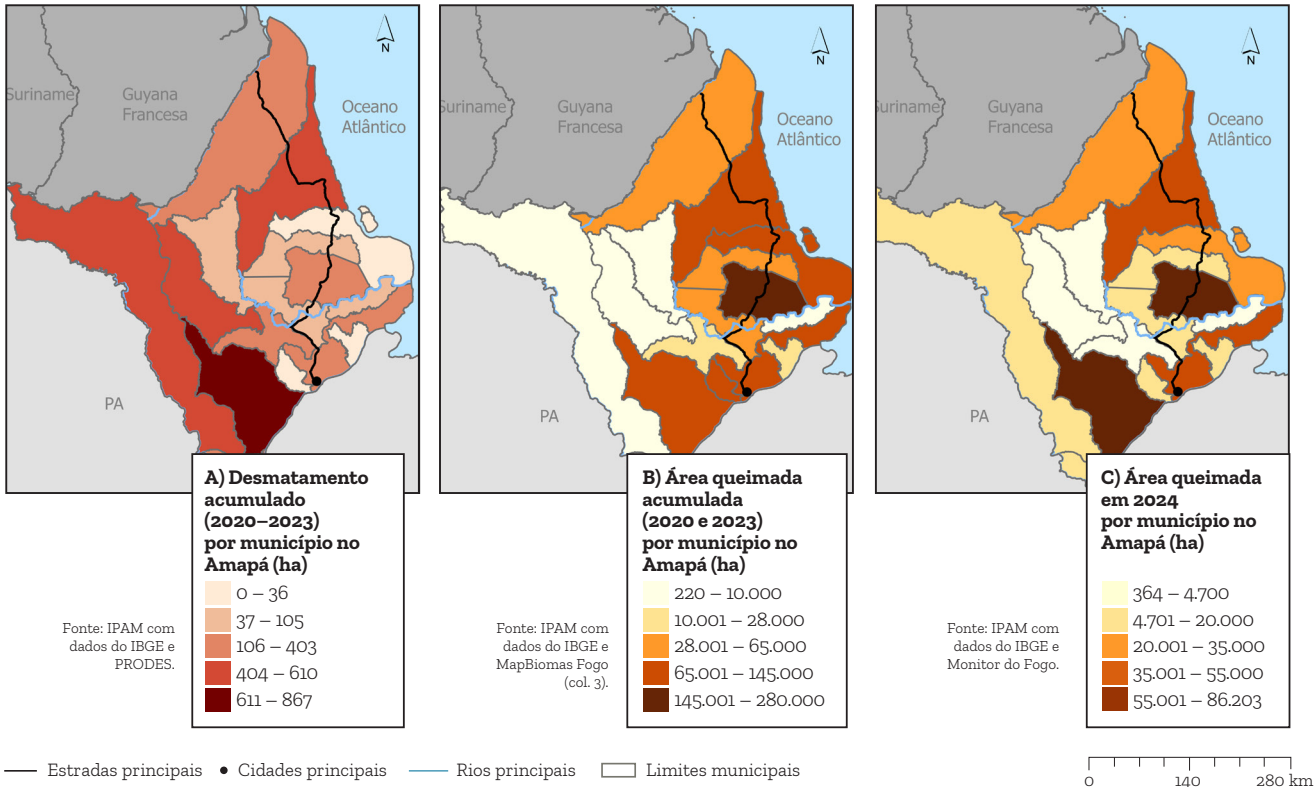 N
Suriname
Guyana
Francesa
Oceano
Atlântico
PA
A) Desmatamento
acumulado
(2020–2023)
por município no
Amapá (ha)
0 – 36
37 – 105
106 – 403
404 – 610
611 – 867
Fonte: IPAM com
dados do IBGE e
PRODES.
N
Suriname
Guyana
Francesa
Oceano
Atlântico
PA
B) Área queimada
acumulada
(2020 e 2023)
por município no
Amapá (ha)
220 – 10.000
10.001 – 28.000
28.001 – 65.000
65.001 – 145.000
145.001 – 280.000
Fonte: IPAM com
dados do IBGE e
MapBiomas Fogo
(col. 3).
N
Suriname
Guyana
Francesa
Oceano
Atlântico
PA
C) Área queimada
em 2024
por município no
Amapá (ha)
364 – 4.700
4.701 – 20.000
20.001 – 35.000
35.001 – 55.000
55.001 – 86.203
Fonte: IPAM com
dados do IBGE e
Monitor do Fogo.
Estradas principais
Cidades principais
Rios principais
Limites municipais
0 140 280 km